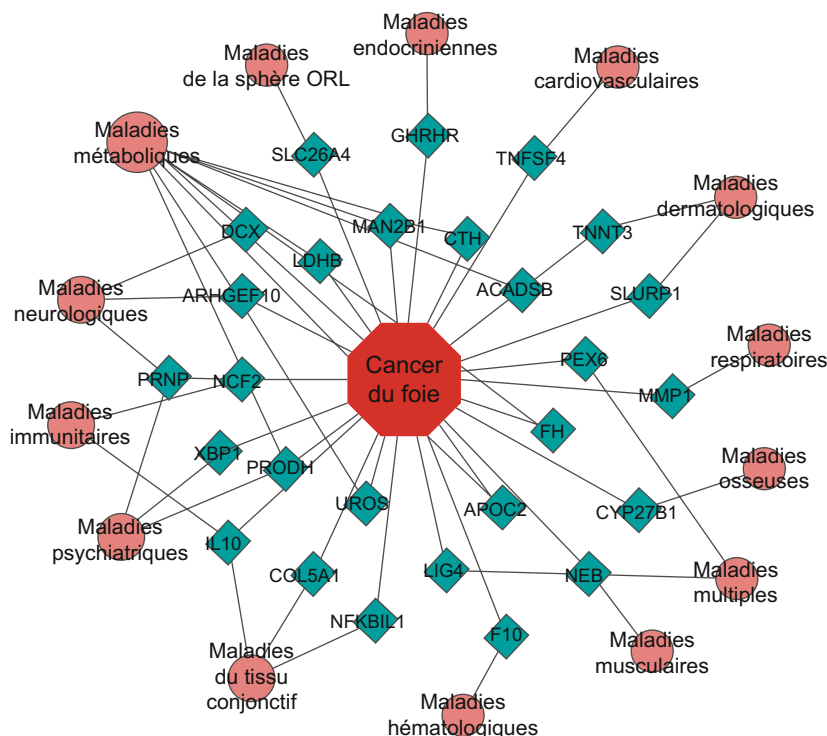 Maladies
endocriniennes
Maladies
de la sphère ORL
Maladies
cardiovasculaires
Maladies
métaboliques
GHRHR
SLC26A4
TNFSF4
Maladies
dermatologiques
DCX
MAN2B1
CTH
TNNT3
LDHB
ARHGEF10
ACADSB
SLURP1
Maladies
neurologiques
Cancer
du foie
PEX6
Maladies
respiratoires
PRNP
NCF2
MMP1
Maladies
immunitaires
FH
XBP1
PRODH
Maladies
osseuses
UROS
APOC2
CYP27B1
Maladies
psychiatriques
IL10
COL5A1
LIG4
NEB
Maladies
multiples
NFKBIL1
F10
Maladies
musculaires
Maladies
du tissu
conjonctif
Maladies
hématologiques